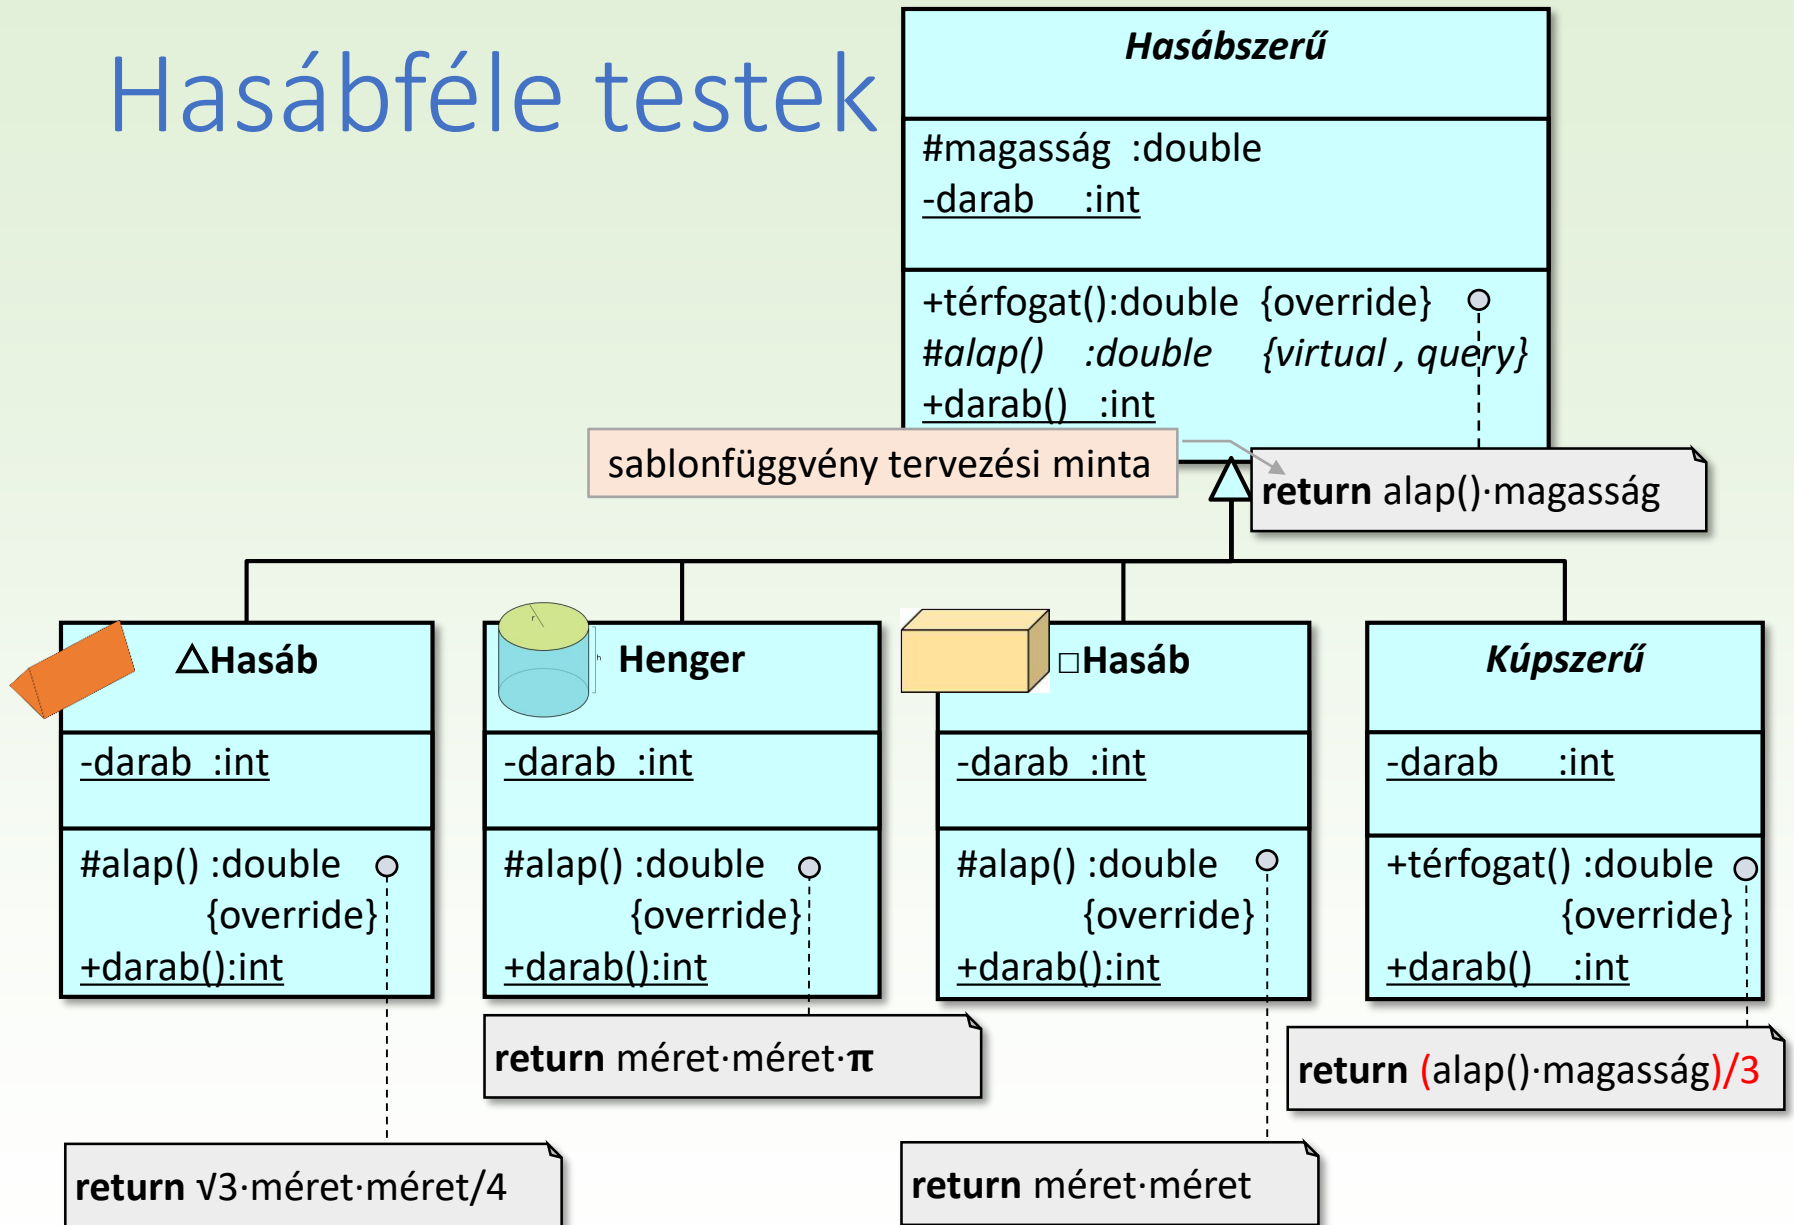 Hasábféle testek
Hasábszerű
#magasság :double
-darab :int
+térfogat():double {override}
#alap() :double {virtual , query}
+darab() :int
sablonfüggvény tervezési minta
return alap()·magasság
△Hasáb
-darab :int
#alap() :double
{override}
+darab():int
return √3·méret·méret/4
r
h
Henger
-darab :int
#alap() :double
{override}
+darab():int
return méret·méret·π
□Hasáb
-darab :int
#alap() :double
{override}
+darab():int
return méret·méret
Kúpszerű
-darab :int
+térfogat() :double
{override}
+darab() :int
return (alap()·magasság)/3